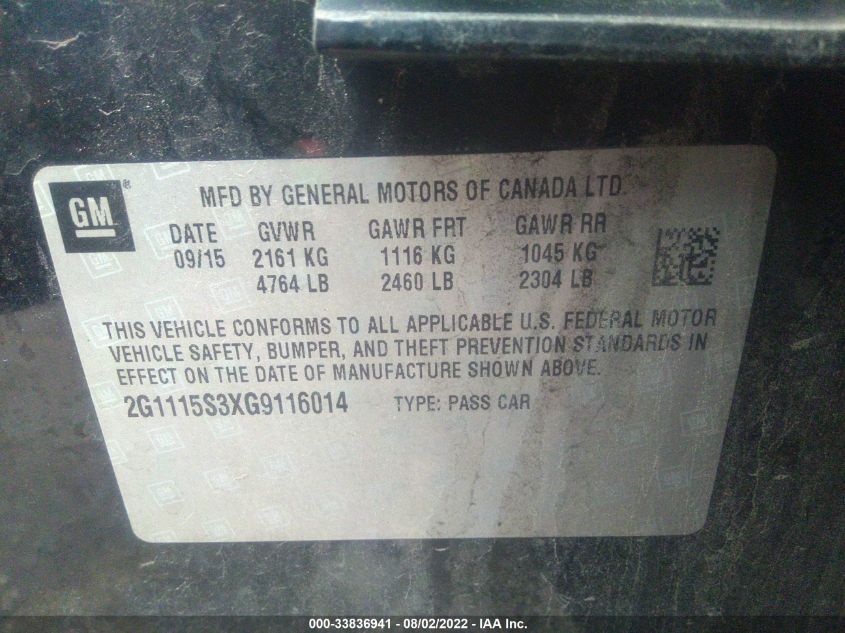 GM
®
MFD BY GENERAL MOTORS OF CANADA LTD
DATE GVWR GAWR FRT GAWR RR
09/15 2161 KG 1116 KG 1045 KG
4764 LB 2460 LB 2304 LB
THIS VEHICLE CONFORMS TO ALL APPLICABLE U.S. FEDERAL MOTOR
VEHICLE SAFETY, BUMPER, AND THEFT PREVENTION STANDARDS IN
EFFECT ON THE DATE OF MANUFACTURE SHOWN ABOVE.
2G1115S3XG9116014 TYPE: PASS CAR
000-33836941 - 08/02/2022 - IAA Inc.